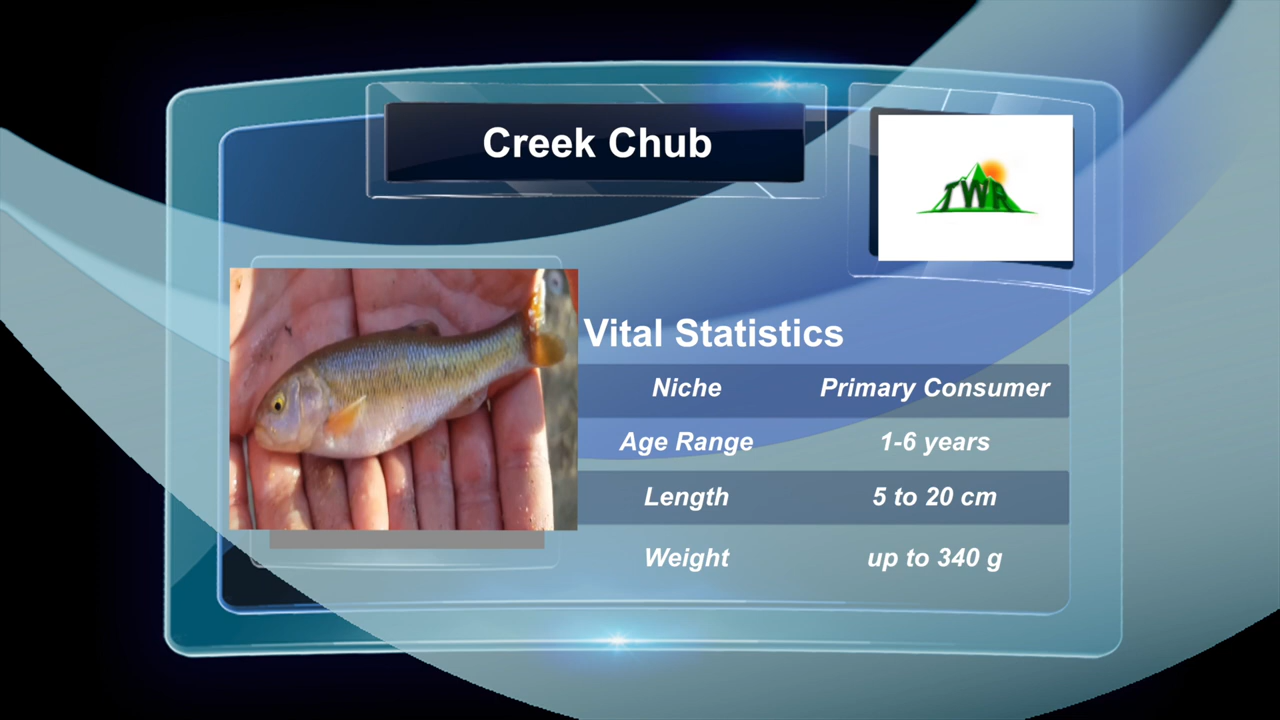 Creek Chub
TWR
Vital Statistics
Niche Primary Consumer
Age Range 1-6 years
Length 5 to 20 cm
Weight up to 340 g